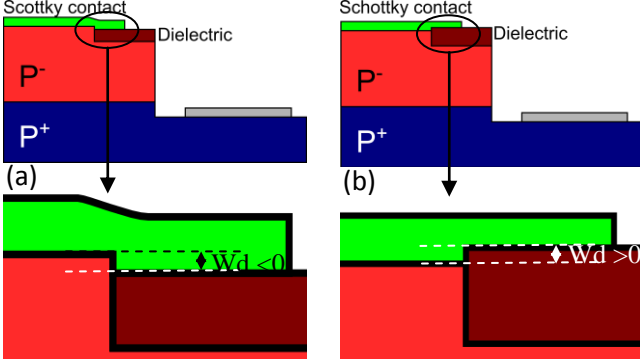 Scottky contact
Dielectric
P-
P+
(a)
Wd <0
Schottky contact
Dielectric
P-
P+
(b)
Wd >0